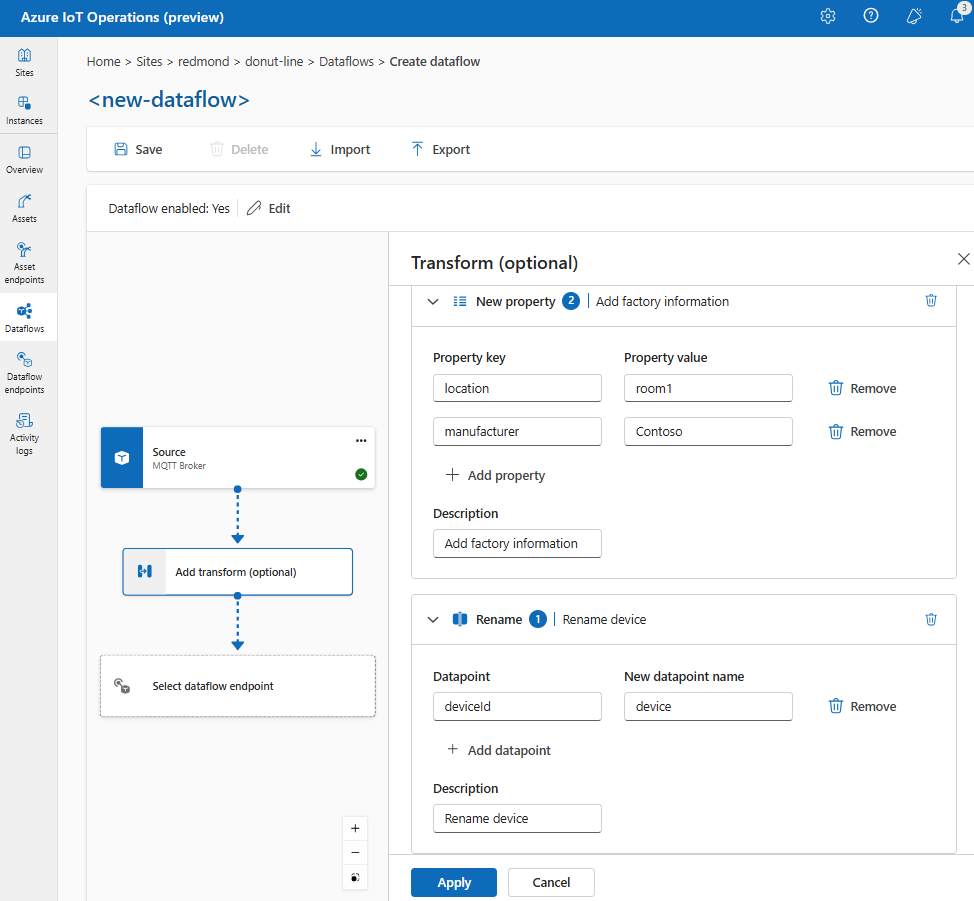 Azure IoT Operations (preview)
3
Sites
Instances
Overview
Assets
Asset
endpoints
Dataflows
Dataflow
endpoints
Activity
logs
Home > Sites > redmond > donut-line > Dataflows > Create dataflow
<new-dataflow>
Save Delete Import Export
Dataflow enabled: Yes Edit
Source
MQTT Broker
Add transform (optional)
Select dataflow endpoint
Transform (optional)
New property 2 | Add factory information
Property key Property value
location room1 Remove
manufacturer Contoso Remove
+ Add property
Description
Add factory information
Rename 1 | Rename device
Datapoint New datapoint name
deviceId device Remove
+ Add datapoint
Description
Rename device
Apply Cancel